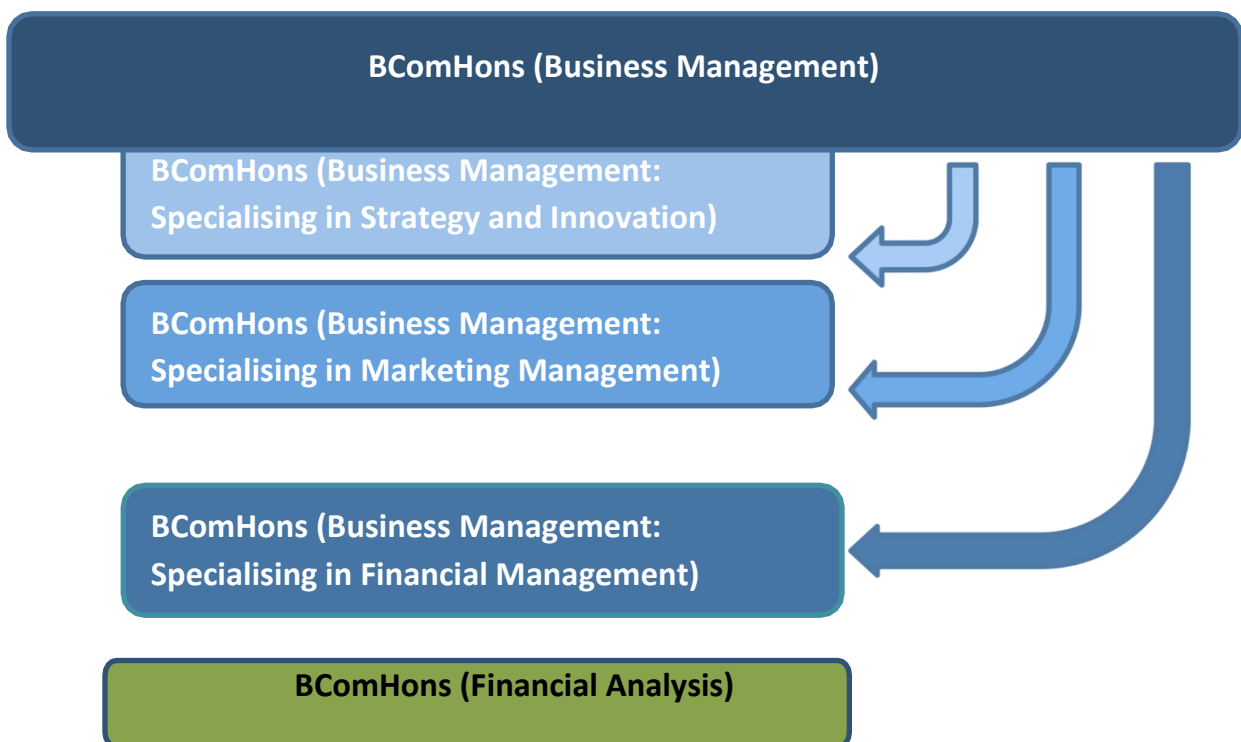 BComHons (Business Management)
BComHons (Business Management:
Specialising in Strategy and Innovation)
BComHons (Business Management:
Specialising in Marketing Management)
BComHons (Business Management:
Specialising in Financial Management)
BComHons (Financial Analysis)